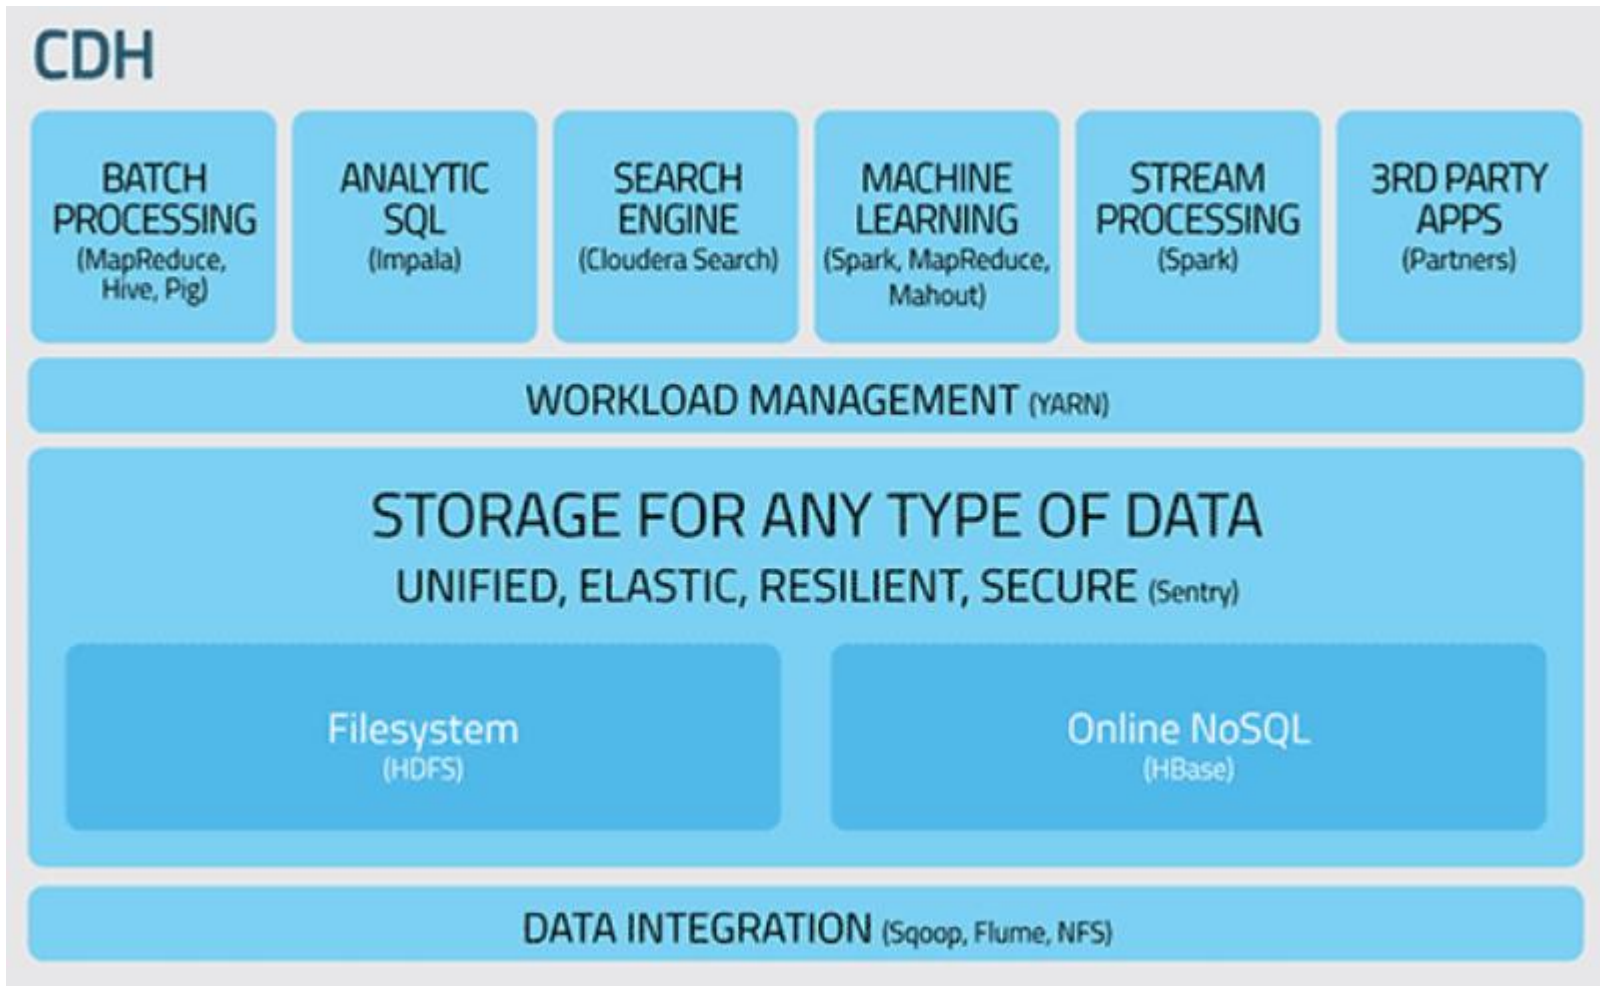 CDH
BATCH
PROCESSING
(MapReduce,
Hive, Pig)
ANALYTIC
SQL
(Impala)
SEARCH
ENGINE
(Cloudera Search)
MACHINE
LEARNING
(Spark, MapReduce,
Mahout)
STREAM
PROCESSING
(Spark)
3RD PARTY
APPS
(Partners)
WORKLOAD MANAGEMENT (YARN)
STORAGE FOR ANY TYPE OF DATA
UNIFIED, ELASTIC, RESILIENT, SECURE (Sentry)
Filesystem
(HDFS)
Online NoSQL
(HBase)
DATA INTEGRATION (Sqoop, Flume, NFS)